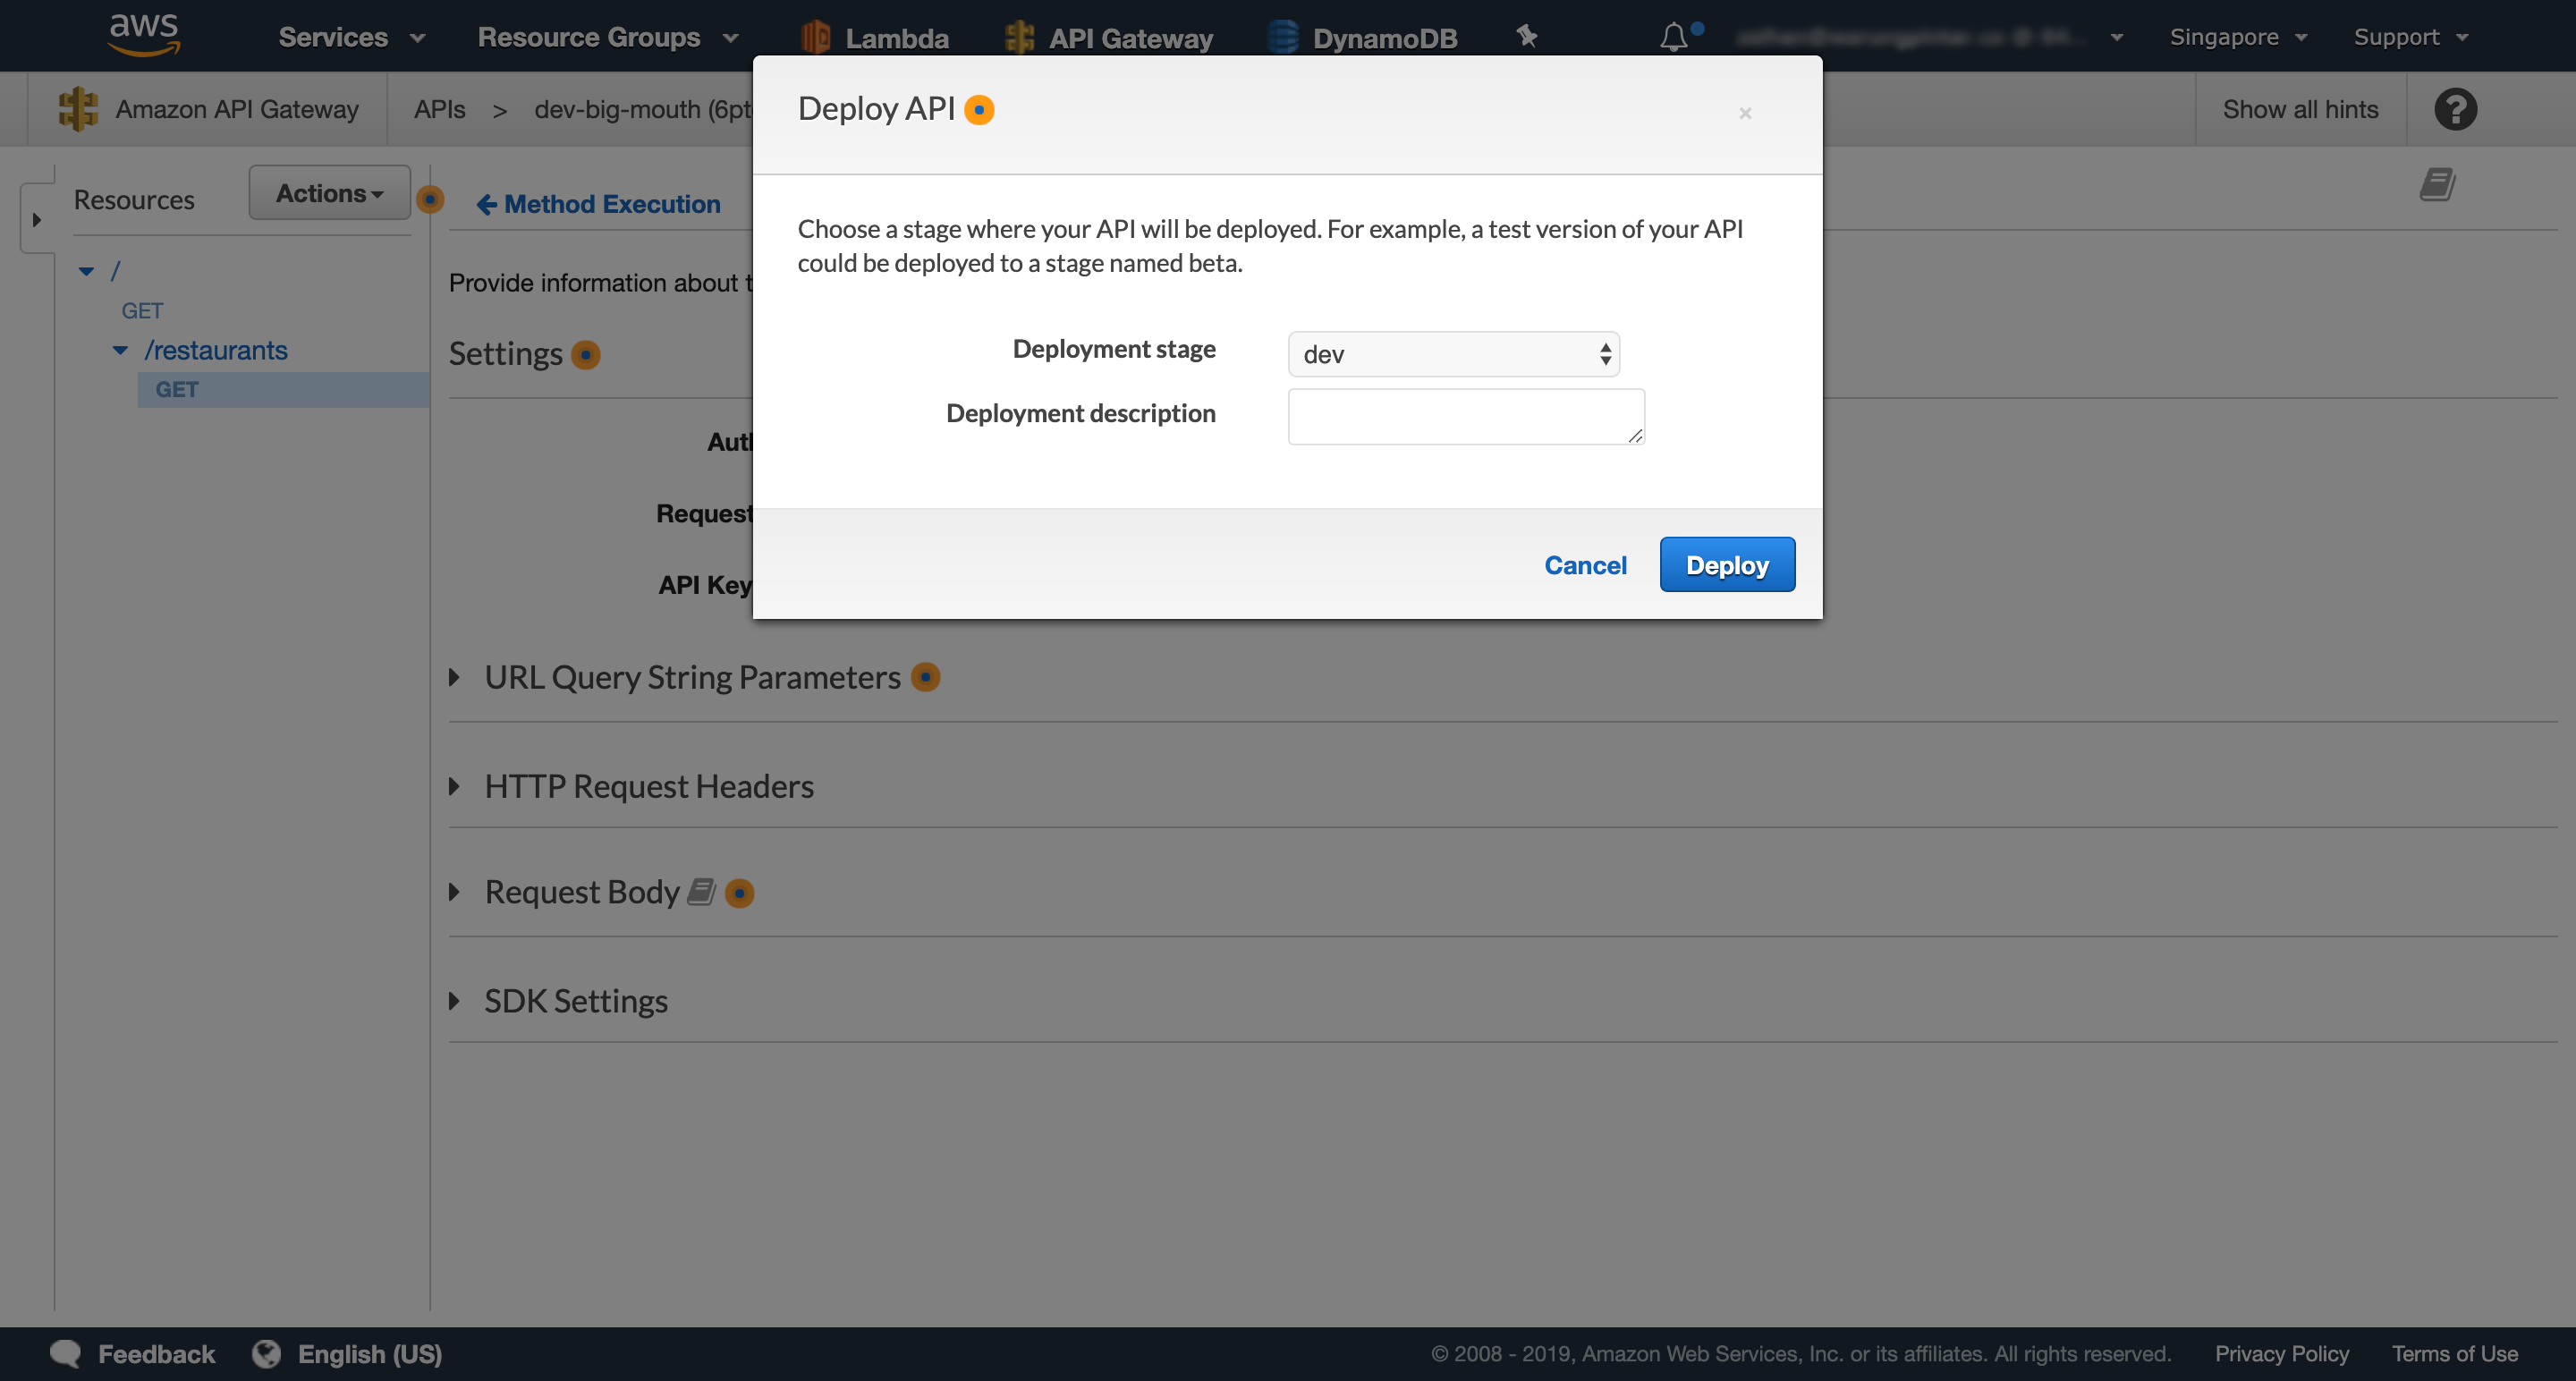 aws
Services
Resource Groups
Lambda
API Gateway
DynamoDB
Singapore
Support
Amazon API Gateway
APIs > dev-big-mouth (6pt
Show all hints
?
Deploy API
×
Resources
Actions
Method Execution
/
GET
/restaurants
GET
Provide information about t
Settings
Choose a stage where your API will be deployed. For example, a test version of your API
could be deployed to a stage named beta.
Deployment stage
dev
Deployment description
Auth
Request
API Key
Cancel
Deploy
URL Query String Parameters
HTTP Request Headers
Request Body
SDK Settings
Feedback
English (US)
© 2008 - 2019, Amazon Web Services, Inc. or its affiliates. All rights reserved.
Privacy Policy
Terms of Use